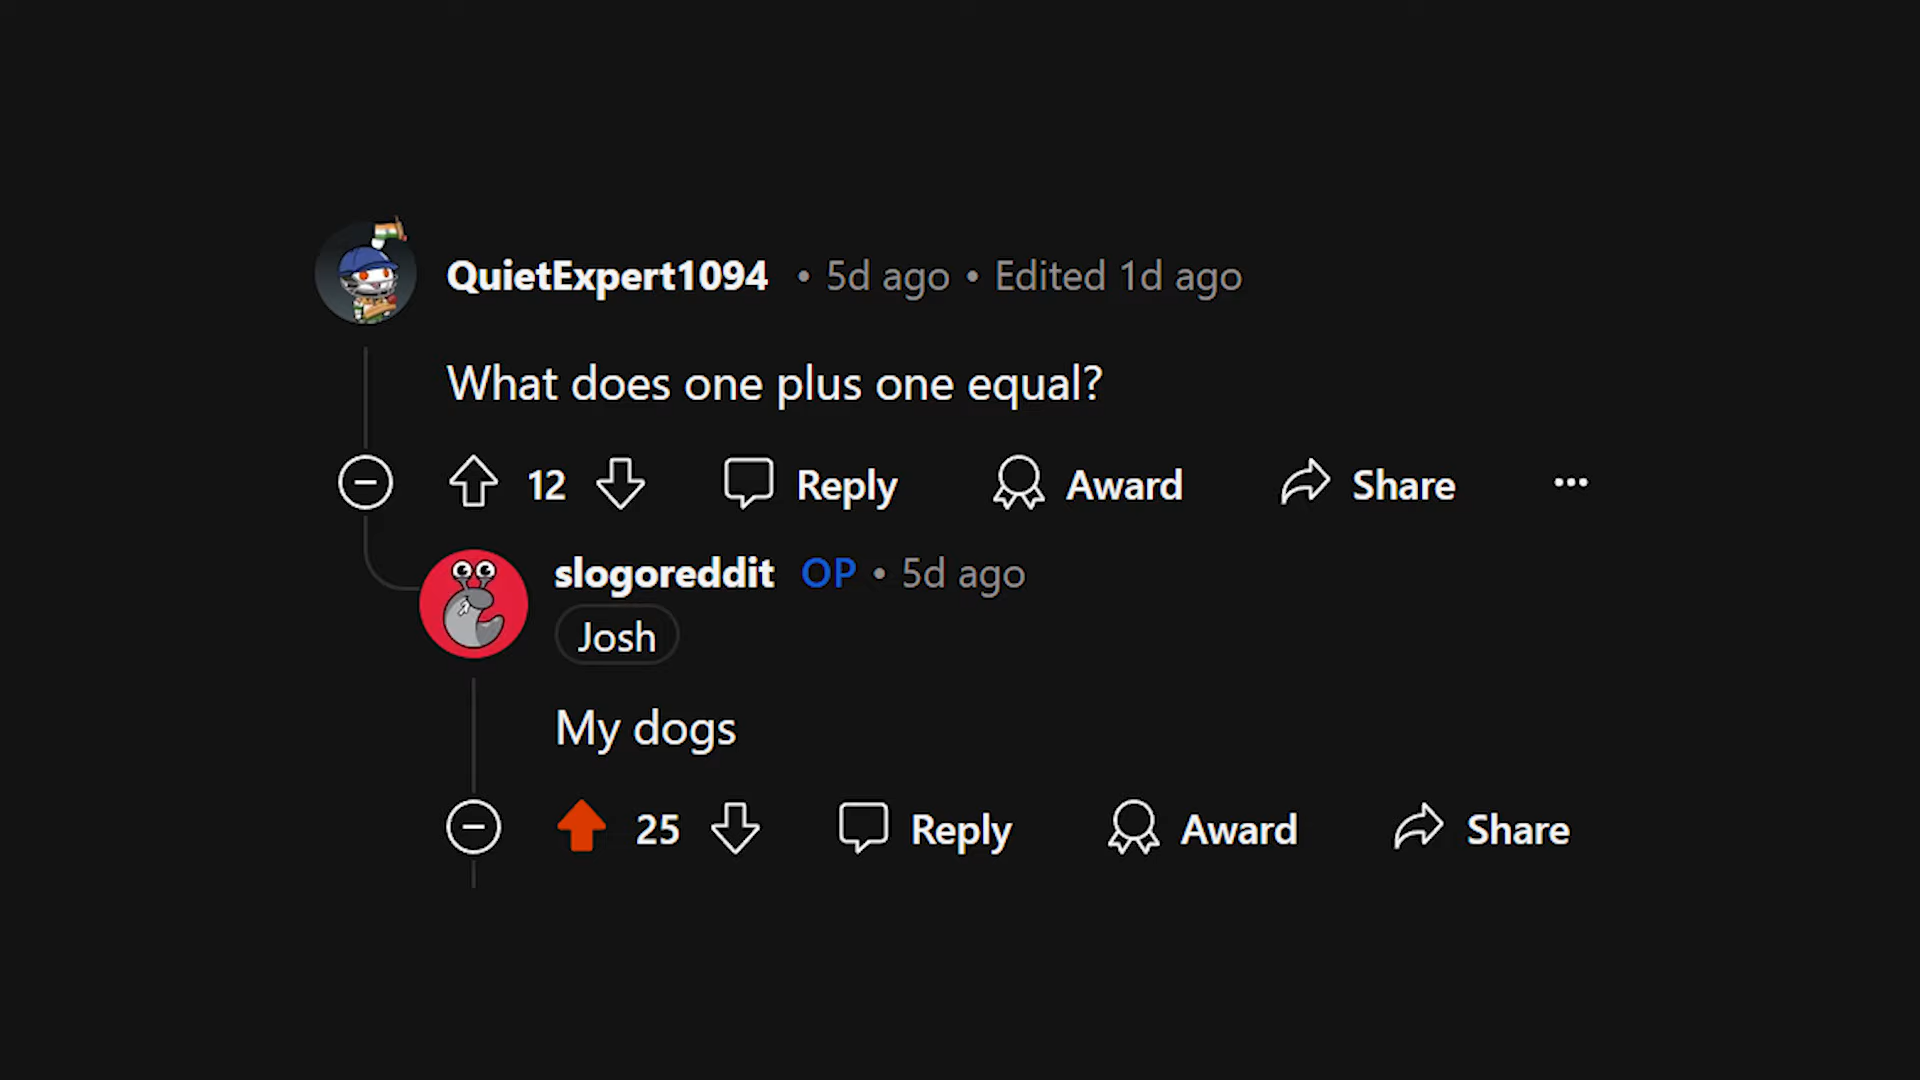 QuietExpert1094 • 5d ago • Edited 1d ago
What does one plus one equal?
12 Reply Award Share ...
slogoreddit OP • 5d ago
Josh
My dogs
25 Reply Award Share